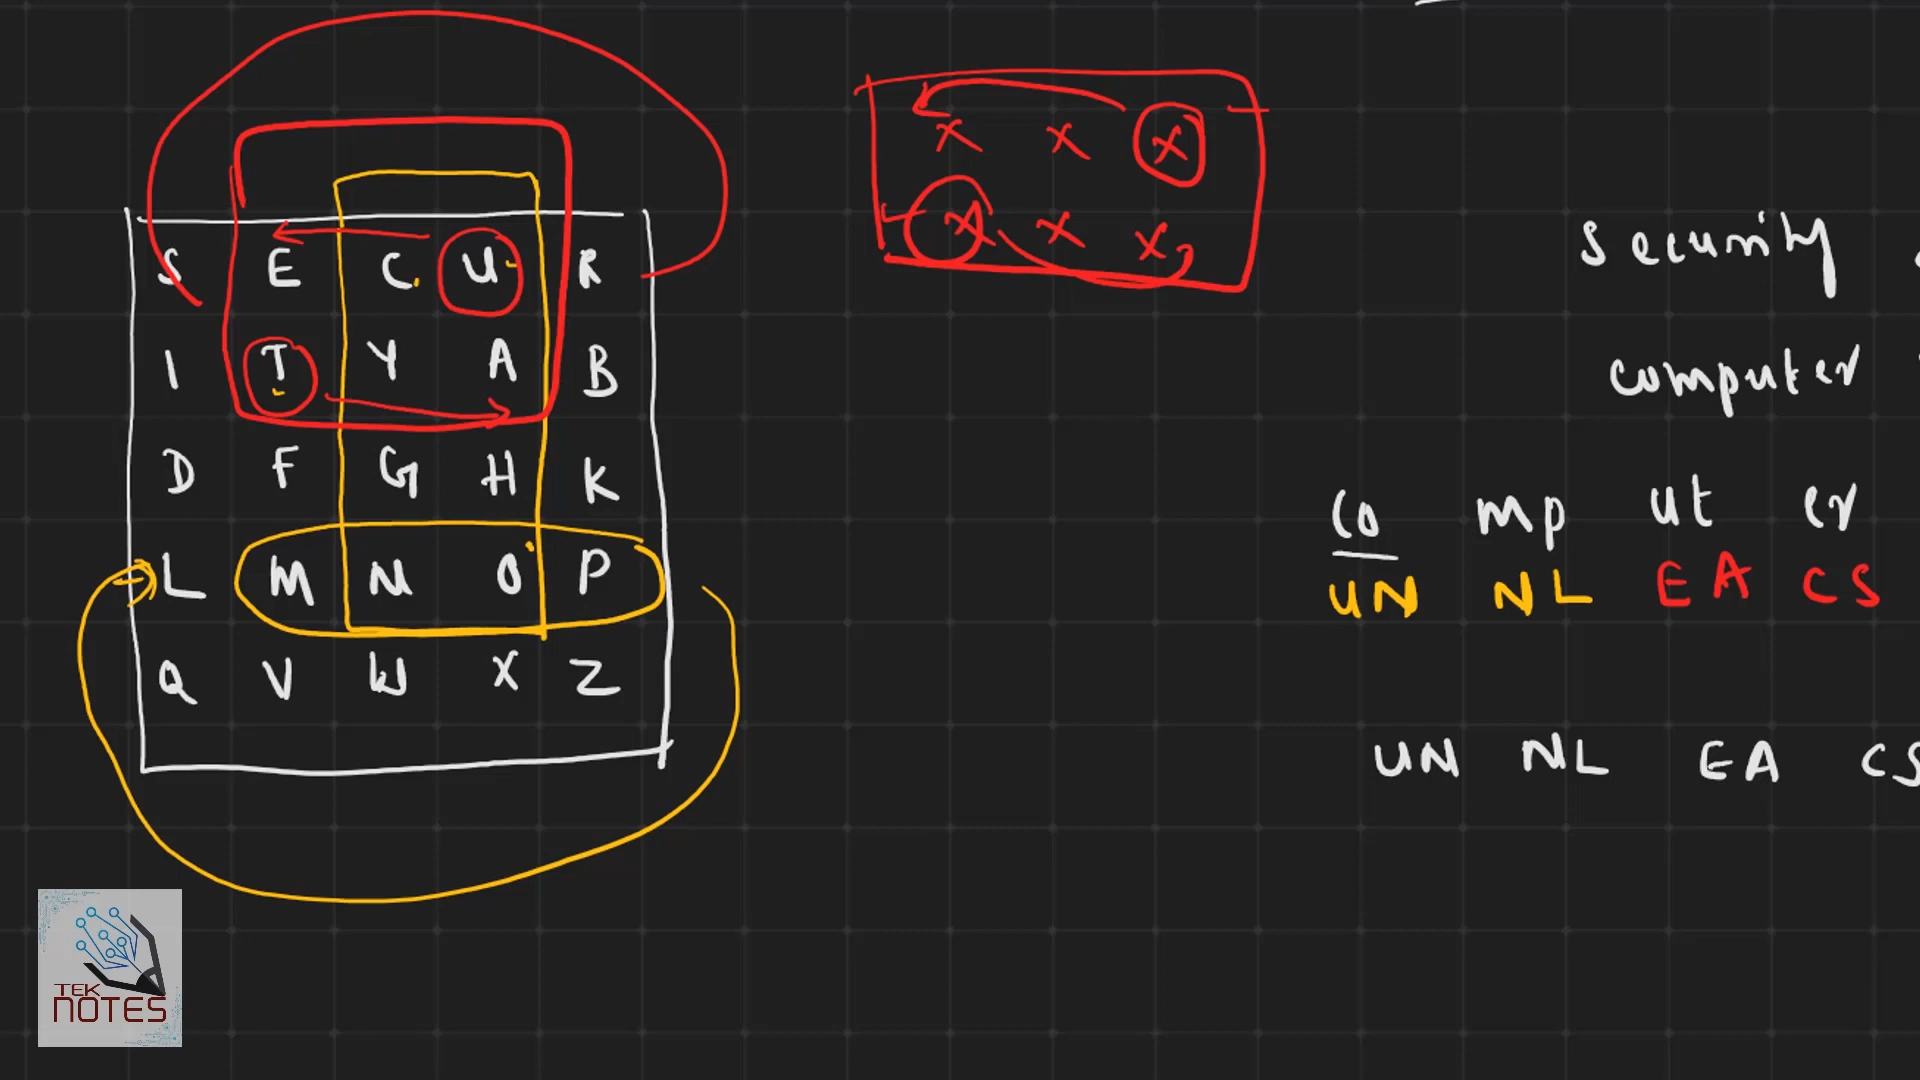 S E C U R
I T Y A B
D F G H K
L M N O P
Q V W X Z
x x x
x x x
security
computer
co mp ut er
UN NL EA CS
UN NL EA CS
TEK
NOTES